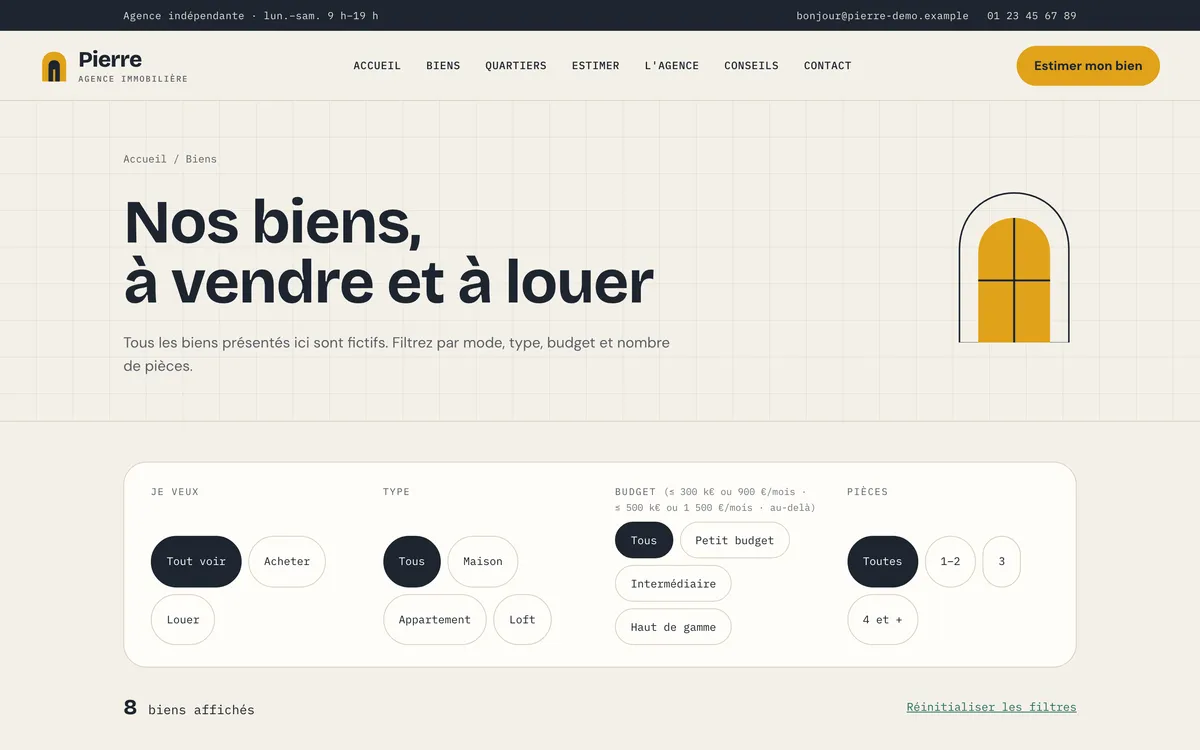 Agence indépendante · lun.–sam. 9 h–19 h
bonjour@pierre-demo.example 01 23 45 67 89
Pierre
AGENCE IMMOBILIÈRE
ACCUEIL BIENS QUARTIERS ESTIMER L'AGENCE CONSEILS CONTACT
Estimer mon bien
Accueil / Biens
Nos biens,
à vendre et à louer
Tous les biens présentés ici sont fictifs. Filtrez par mode, type, budget et nombre
de pièces.
JE VEUX
Tout voir Acheter
Louer
TYPE
Tous Maison
Appartement Loft
BUDGET (≤ 300 k€ ou 900 €/mois ·
≤ 500 k€ ou 1 500 €/mois · au-delà)
Tous Petit budget
Intermédiaire
Haut de gamme
PIÈCES
Toutes 1–2 3
4 et +
8 biens affichés
Réinitialiser les filtres